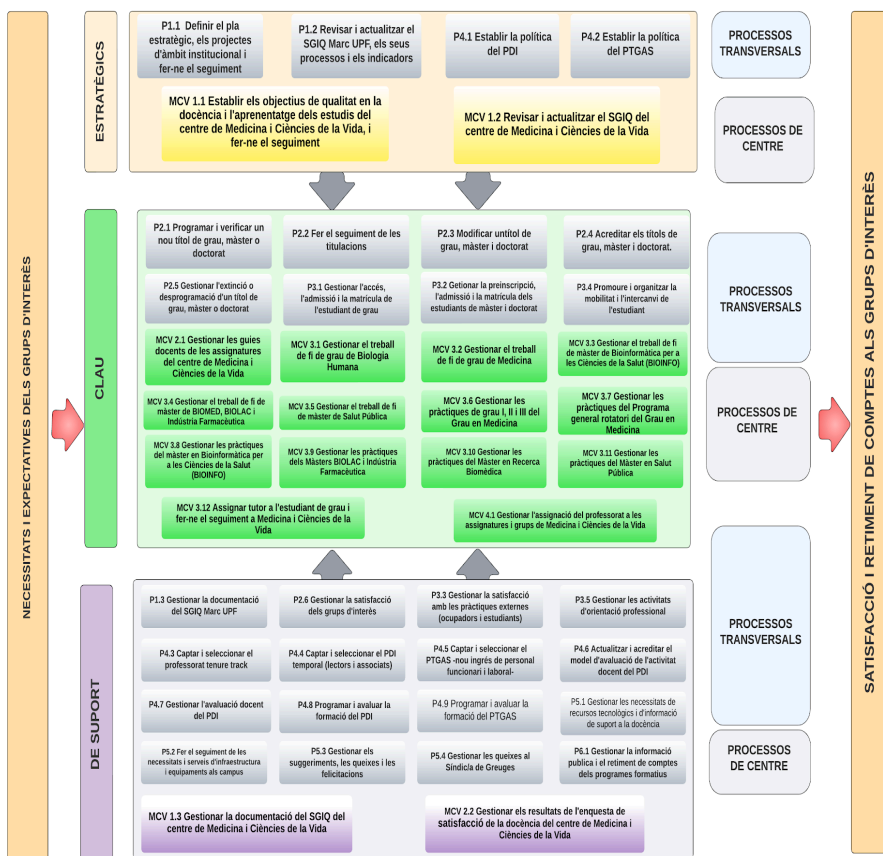 NECESSITATS I EXPECTATIVES DELS GRUPS D'INTERÈS
ESTRATÈGICS
P1.1 Definir el pla
estratègic, els projectes
d'àmbit institucional i
fer-ne el seguiment
P1.2 Revisar i actualitzar el
SGIQ Marc UPF, els seus
processos i els indicadors
P4.1 Establir la política
del PDI
P4.2 Establir la política
del PTGAS
MCV 1.1 Establir els objectius de qualitat en la
docència i l'aprenentatge dels estudis del
centre de Medicina i Ciències de la Vida, i
fer-ne el seguiment
MCV 1.2 Revisar i actualitzar el SGIQ del
centre de Medicina i Ciències de la Vida
PROCESSOS
TRANSVERSALS
PROCESSOS DE
CENTRE
CLAU
P2.1 Programar i verificar un
nou títol de grau, màster o
doctorat
P2.2 Fer el seguiment de les
titulacions
P2.3 Modificar untítol de
grau, màster i doctorat
P2.4 Acreditar els títols de
grau, màster i doctorat.
P2.5 Gestionar l'extinció o
desprogramació d'un títol de
grau, màster o doctorat
P3.1 Gestionar l'accés,
l'admissió i la matrícula de
l'estudiant de grau
P3.2 Getionar la preinscripció,
l'admissió i la matrícula dels
estudiants de màster i doctorat
P3.4 Promoure i organitzar la
mobilitat i l'intercanvi de
l'estudiant
MCV 2.1 Gestionar les guies
docents de les assignatures
del centre de Medicina i
Ciències de la Vida
MCV 3.1 Gestionar el treball
de fi de grau de Biologia
Humana
MCV 3.2 Gestionar el treball
de fi de grau de Medicina
MCV 3.3 Gestionar el treball de fi
de màster de Bioinformàtica per a
les Ciències de la Salut (BIOINFO)
MCV 3.4 Gestionar el treball de fi de
màster de BIOMED, BIOLAC i
Indústria Farmacèutica
MCV 3.5 Gestionar el treball de fi
de màster de Salut Pública
MCV 3.6 Gestionar les
pràctiques de grau I, II i III del
Grau en Medicina
MCV 3.7 Gestionar les
pràctiques del Programa
general rotatori del Grau en
Medicina
MCV 3.8 Gestionar les pràctiques
del màster en Bioinformàtica per
a les Ciències de la Salut
(BIOINFO)
MCV 3.9 Gestionar les pràctiques
dels Màsters BIOLAC i Indústria
Farmacèutica
MCV 3.10 Gestionar les
pràctiques del Màster en Recerca
Biomèdica
MCV 3.11 Gestionar les
pràctiques del Màster en Salut
Pública
MCV 3.12 Assignar tutor a l'estudiant de grau i
fer-ne el seguiment a Medicina i Ciències de la
Vida
MCV 4.1 Gestionar l'assignació del professorat a les
assignatures i grups de Medicina i Ciències de la Vida
PROCESSOS
TRANSVERSALS
PROCESSOS DE
CENTRE
DE SUPORT
P1.3 Gestionar la documentació
del SGIQ Marc UPF
P2.6 Gestionar la satisfacció
dels grups d'interès
P3.3 Gestionar la satisfacció
amb les pràctiques externes
(ocupadors i estudiants)
P3.5 Gestionar les activitats
d'orientació professional
P4.3 Captar i seleccionar el
professorat tenure track
P4.4 Captar i seleccionar el PDI
temporal (lectors i associats)
P4.5 Captar i seleccionar el
PTGAS -nou ingrés de personal
funcionari i laboral-
P4.6 Actualitzar i acreditar el
model d'avaluació de l'activitat
docent del PDI
P4.7 Gestionar l'avaluació docent
del PDI
P4.8 Programar i avaluar la
formació del PDI
P4.9 Programar i avaluar la
formació del PTGAS
P5.1 Gestionar les necessitats de
recursos tecnològics i d'informació
de suport a la docència
P5.2 Fer el seguiment de les
necessitats i serveis d'infraestructura
i equipaments als campus
P5.3 Gestionar els
suggeriments, les queixes i les
felicitacions
P5.4 Gestionar les queixes al
Síndic/a de Greuges
P6.1 Gestionar la informació
publica i el retiment de comptes
dels programes formatius
MCV 1.3 Gestionar la documentació del SGIQ del
centre de Medicina i Ciències de la Vida
MCV 2.2 Gestionar els resultats de l'enquesta de
satisfacció de la docència del centre de Medicina i
Ciències de la Vida
PROCESSOS
TRANSVERSALS
PROCESSOS
DE CENTRE
SATISFACCIÓ I RETIMENT DE COMPTES ALS GRUPS D'INTERÈS